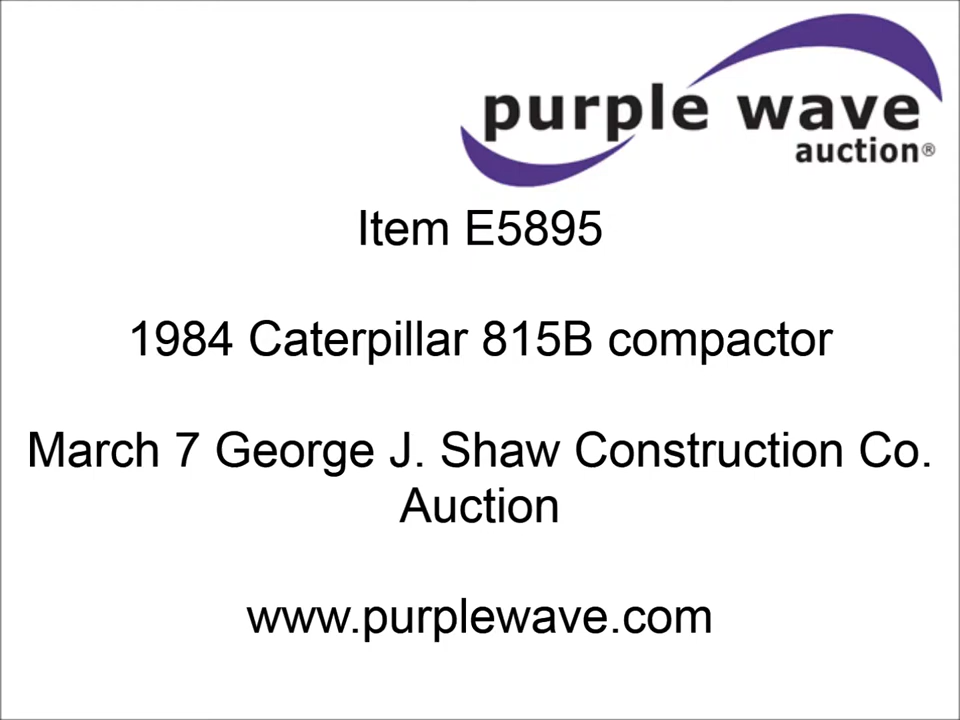 purple wave
auction®
Item E5895
1984 Caterpillar 815B compactor
March 7 George J. Shaw Construction Co.
Auction
www.purplewave.com